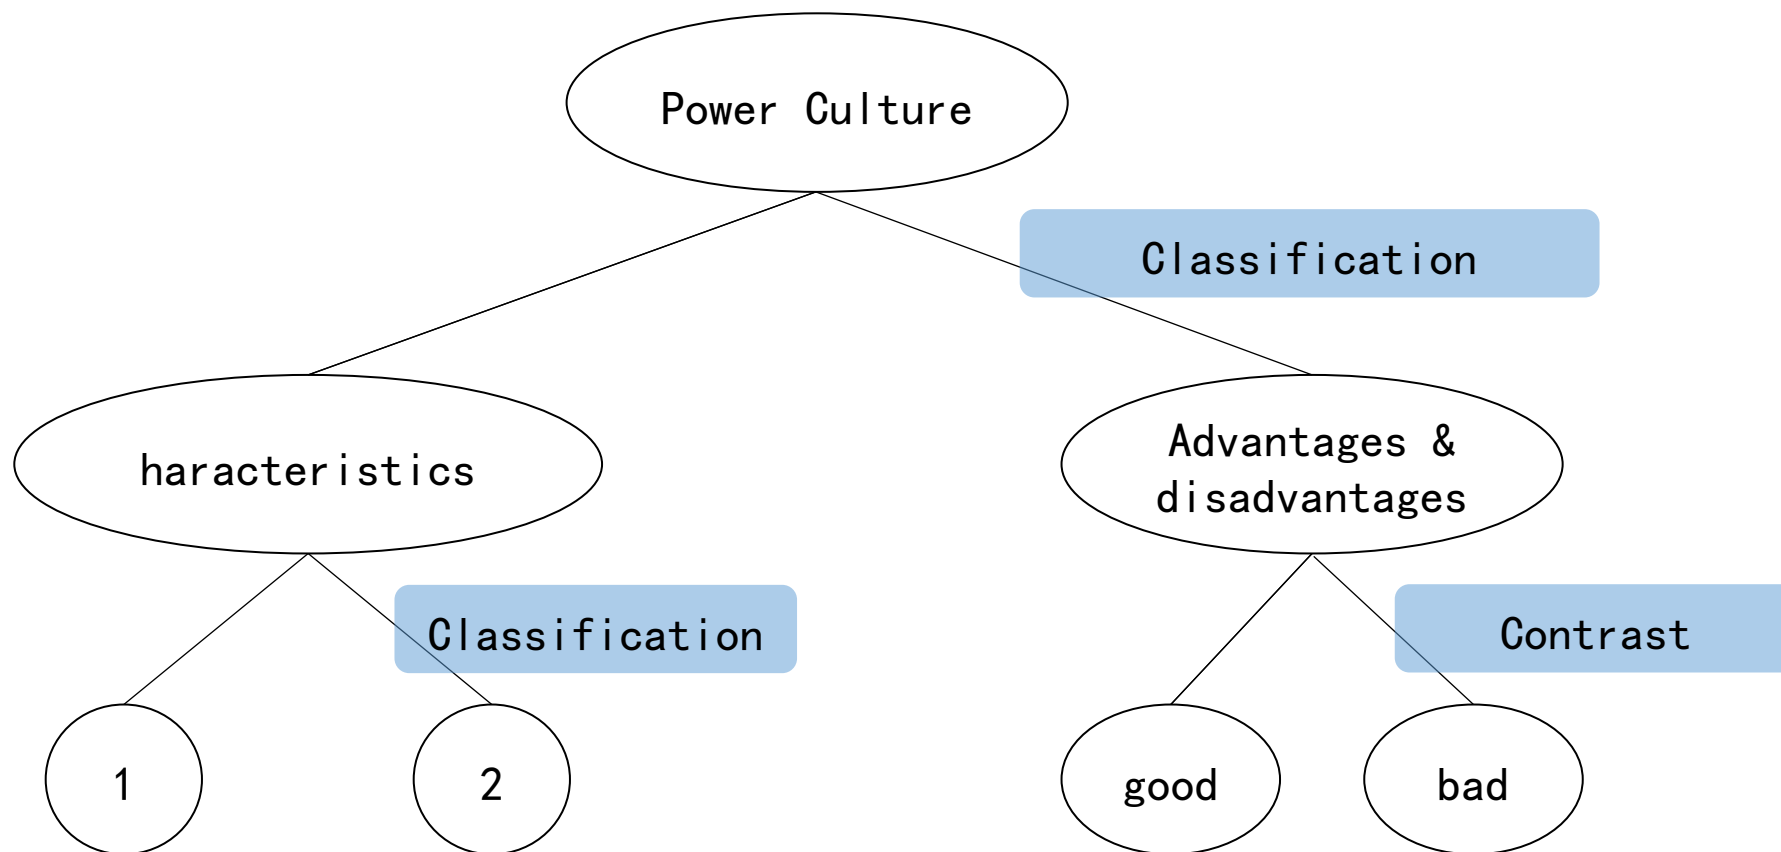 Power Culture
Classification
haracteristics
Advantages &
disadvantages
Classification
Contrast
1
2
good
bad